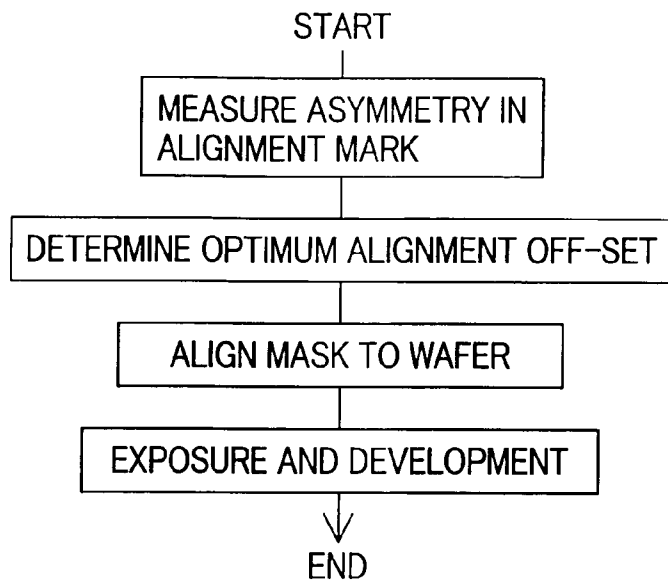 START
MEASURE ASYMMETRY IN
ALIGNMENT MARK
DETERMINE OPTIMUM ALIGNMENT OFF-SET
ALIGN MASK TO WAFER
EXPOSURE AND DEVELOPMENT
END